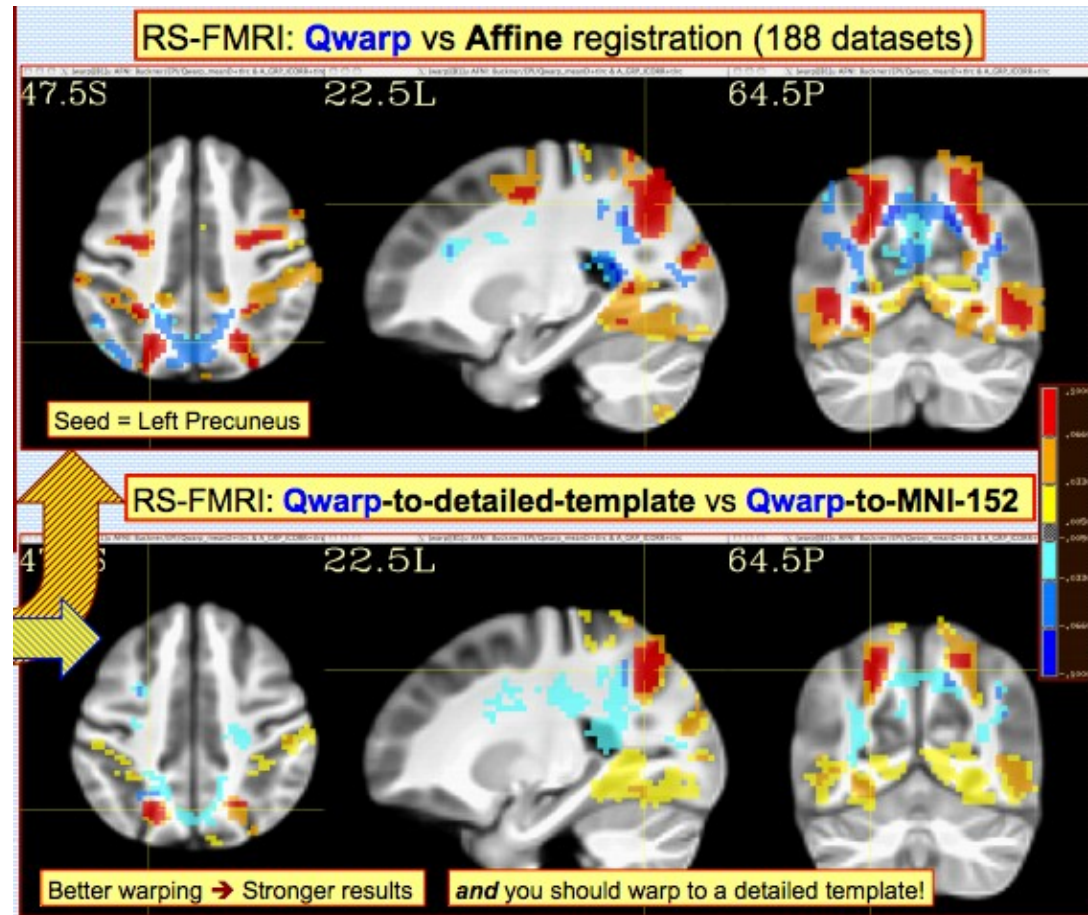 RS-FMRI: Qwarp vs Affine registration (188 datasets)
47.5S 22.5L 64.5P
Seed = Left Precuneus
RS-FMRI: Qwarp-to-detailed-template vs Qwarp-to-MNI-152
22.5L 64.5P
Better warping ➔ Stronger results
and you should warp to a detailed template!